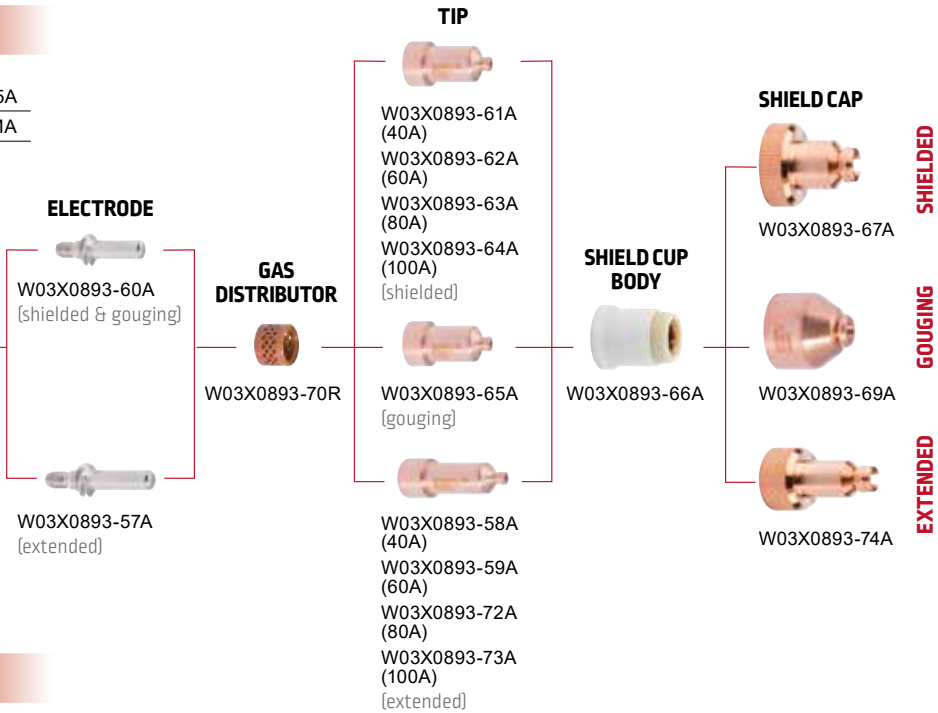 TIP
W03X0893-61A
(40A)
W03X0893-62A
(60A)
W03X0893-63A
(80A)
W03X0893-64A
(100A)
(shielded)
5A
ELECTRODE
W03X0893-60A
(shielded & gouging)
W03X0893-57A
(extended)
GAS
DISTRIBUTOR
W03X0893-70R
W03X0893-65A
(gouging)
W03X0893-58A
(40A)
W03X0893-59A
(60A)
W03X0893-72A
(80A)
W03X0893-73A
(100A)
(extended)
SHIELD CUP
BODY
W03X0893-66A
SHIELD CAP
W03X0893-67A
SHIELDED
W03X0893-69A
GOUGING
W03X0893-74A
EXTENDED